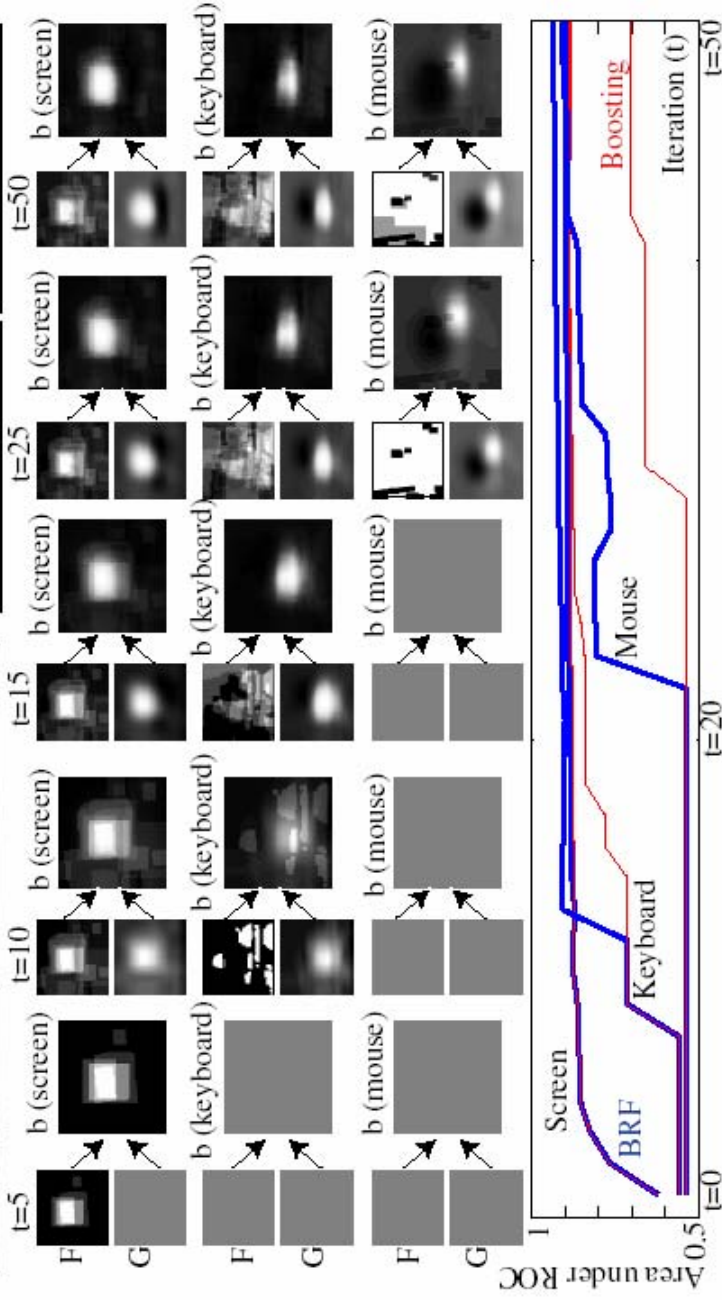 t=5 t=10 t=15 t=25 t=50
b (screen) b (screen) b (screen) b (screen) b (screen)
F
G
b (keyboard) b (keyboard) b (keyboard) b (keyboard) b (keyboard)
F
G
b (mouse) b (mouse) b (mouse) b (mouse) b (mouse)
F
G
Area under ROC
1
0.5
Screen
BRF
Keyboard
Mouse
Boosting
Iteration (t)
t=0 t=20 t=50